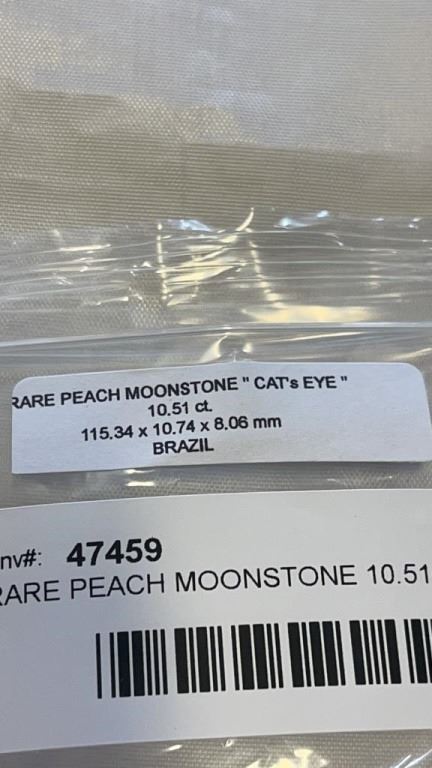 RARE PEACH MOONSTONE " CAT's EYE "
10.51 ct.
115.34 x 10.74 x 8.06 mm
BRAZIL
nv#: 47459
RARE PEACH MOONSTONE 10.51